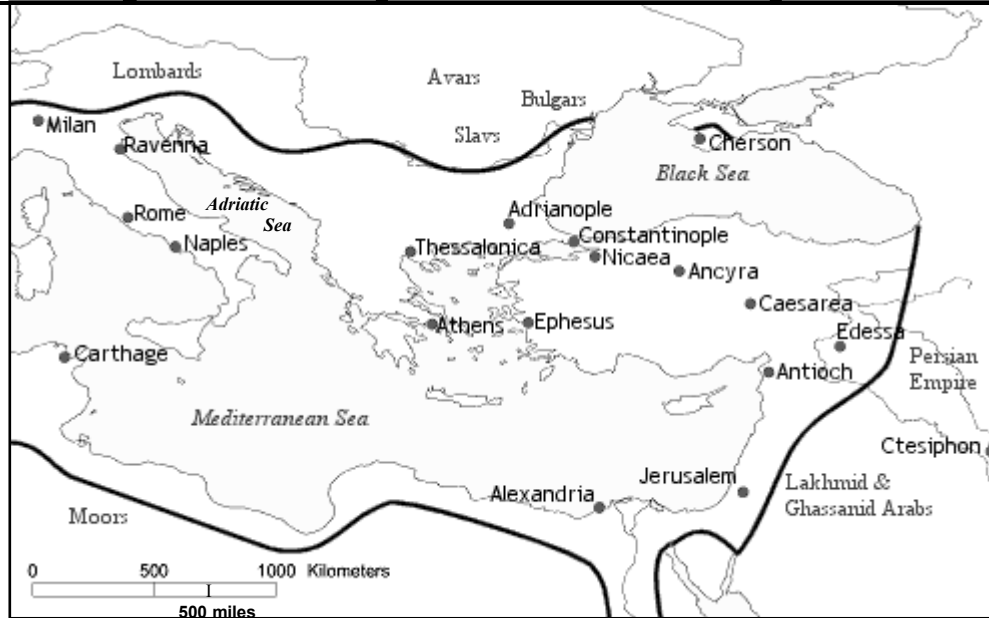 Lombards
Avars
Bulgars
Slavs
Milan
Ravenna
Cherson
Black Sea
Adriatic
Sea
Rome
Naples
Adrianople
Constantinople
Thessalonica
Nicaea
Ancyra
Caesarea
Athens
Ephesus
Edessa
Carthage
Antioch
Persian
Empire
Mediterranean Sea
Ctesiphon
Jerusalem
Lakhmid &
Ghassanid Arabs
Alexandria
Moors
0 500 1000 Kilometers
500 miles